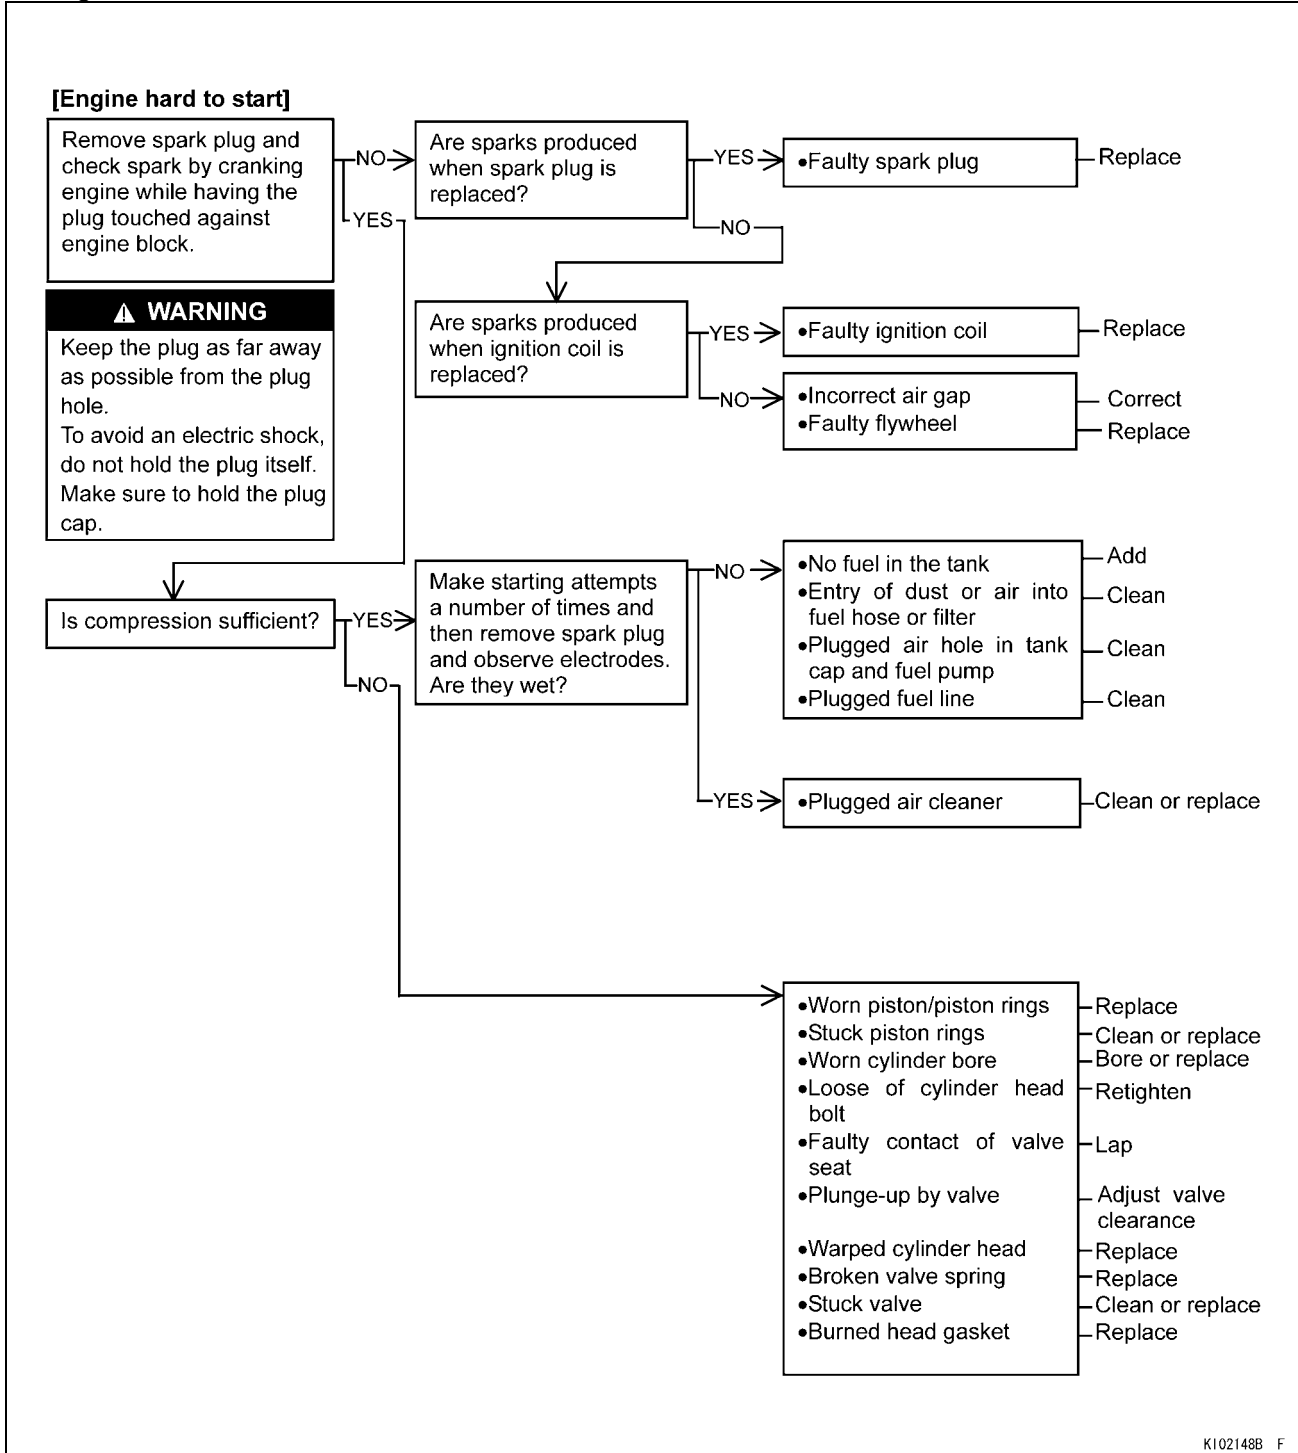 [Engine hard to start]
Remove spark plug and
check spark by cranking
engine while having the
plug touched against
engine block.
NO
YES
Are sparks produced
when spark plug is
replaced?
YES
NO
•Faulty spark plug
Replace
WARNING
Keep the plug as far away
as possible from the plug
hole.
To avoid an electric shock,
do not hold the plug itself.
Make sure to hold the plug
cap.
Are sparks produced
when ignition coil is
replaced?
YES
NO
•Faulty ignition coil
Replace
•Incorrect air gap
Correct
•Faulty flywheel
Replace
Is compression sufficient?
YES
NO
Make starting attempts
a number of times and
then remove spark plug
and observe electrodes.
Are they wet?
NO
YES
•No fuel in the tank
Add
•Entry of dust or air into
fuel hose or filter
Clean
•Plugged air hole in tank
cap and fuel pump
Clean
•Plugged fuel line
Clean
•Plugged air cleaner
Clean or replace
•Worn piston/piston rings
Replace
•Stuck piston rings
Clean or replace
•Worn cylinder bore
Bore or replace
•Loose of cylinder head
bolt
Retighten
•Faulty contact of valve
seat
Lap
•Plunge-up by valve
Adjust valve
clearance
•Warped cylinder head
Replace
•Broken valve spring
Replace
•Stuck valve
Clean or replace
•Burned head gasket
Replace
KI02148B F